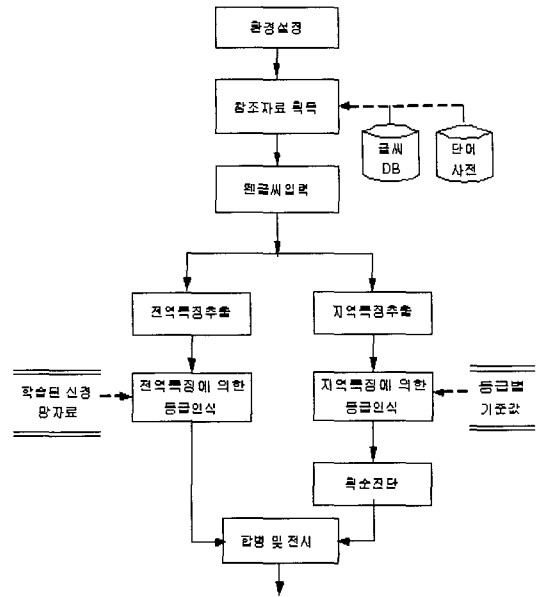 환경설정
참조자료 획득
글씨
DB
단어
사전
펜글씨입력
전역특징추출
지역특징추출
학습된 신경
망자료
전역특징에 의한
등급인식
지역특징에 의한
등급인식
등급별
기준값
획순진단
합병 및 전시